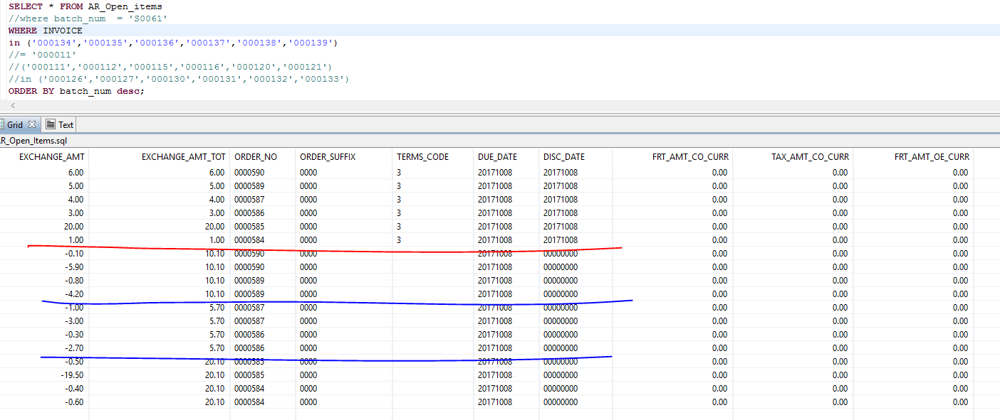 SELECT * FROM AR_Open_items
//where batch_num  = 'S0061'
WHERE INVOICE
in ('000134','000135','000136','000137','000138','000139')
//= '000011'
//('000111','000112','000115','000116','000120','000121')
//in ('000126','000127','000130','000131','000132','000133')
ORDER BY batch_num desc;
Grid Text
R_Open_Items.sql
EXCHANGE_AMT EXCHANGE_AMT_TOT ORDER_NO ORDER_SUFFIX TERMS_CODE DUE_DATE DISC_DATE FRT_AMT_CO_CURR TAX_AMT_CO_CURR FRT_AMT_OE_CURR
6.00 6.00 0000590 0000 3 20171008 20171008 0.00 0.00 0.00
5.00 5.00 0000589 0000 3 20171008 20171008 0.00 0.00 0.00
4.00 4.00 0000587 0000 3 20171008 20171008 0.00 0.00 0.00
3.00 3.00 0000586 0000 3 20171008 20171008 0.00 0.00 0.00
20.00 20.00 0000585 0000 3 20171008 20171008 0.00 0.00 0.00
1.00 1.00 0000584 0000 3 20171008 20171008 0.00 0.00 0.00
-0.10 10.10 0000590 0000 20171008 00000000 0.00 0.00 0.00
-5.90 10.10 0000590 0000 20171008 00000000 0.00 0.00 0.00
-0.80 10.10 0000589 0000 20171008 00000000 0.00 0.00 0.00
-4.20 10.10 0000589 0000 20171008 00000000 0.00 0.00 0.00
-1.00 5.70 0000587 0000 20171008 00000000 0.00 0.00 0.00
-3.00 5.70 0000587 0000 20171008 00000000 0.00 0.00 0.00
-0.30 5.70 0000586 0000 20171008 00000000 0.00 0.00 0.00
-2.70 5.70 0000586 0000 20171008 00000000 0.00 0.00 0.00
-0.50 20.10 0000585 0000 20171008 00000000 0.00 0.00 0.00
-19.50 20.10 0000585 0000 20171008 00000000 0.00 0.00 0.00
-0.40 20.10 0000584 0000 20171008 00000000 0.00 0.00 0.00
-0.60 20.10 0000584 0000 20171008 00000000 0.00 0.00 0.00